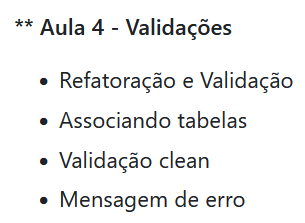 ** Aula 4 - Validações
• Refatoração e Validação
• Associando tabelas
• Validação clean
• Mensagem de erro